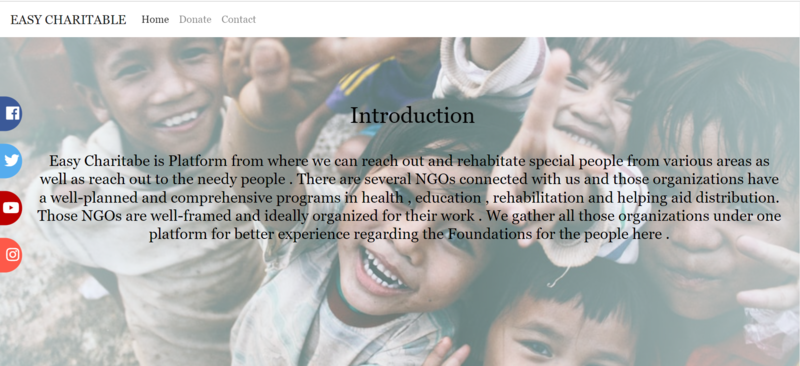 EASY CHARITABLE Home Donate Contact
Introduction
Easy Charitabe is Platform from where we can reach out and rehabitate special people from various areas as
well as reach out to the needy people . There are several NGOs connected with us and those organizations have
a well-planned and comprehensive programs in health , education , rehabilitation and helping aid distribution.
Those NGOs are well-framed and ideally organized for their work . We gather all those organizations under one
platform for better experience regarding the Foundations for the people here .